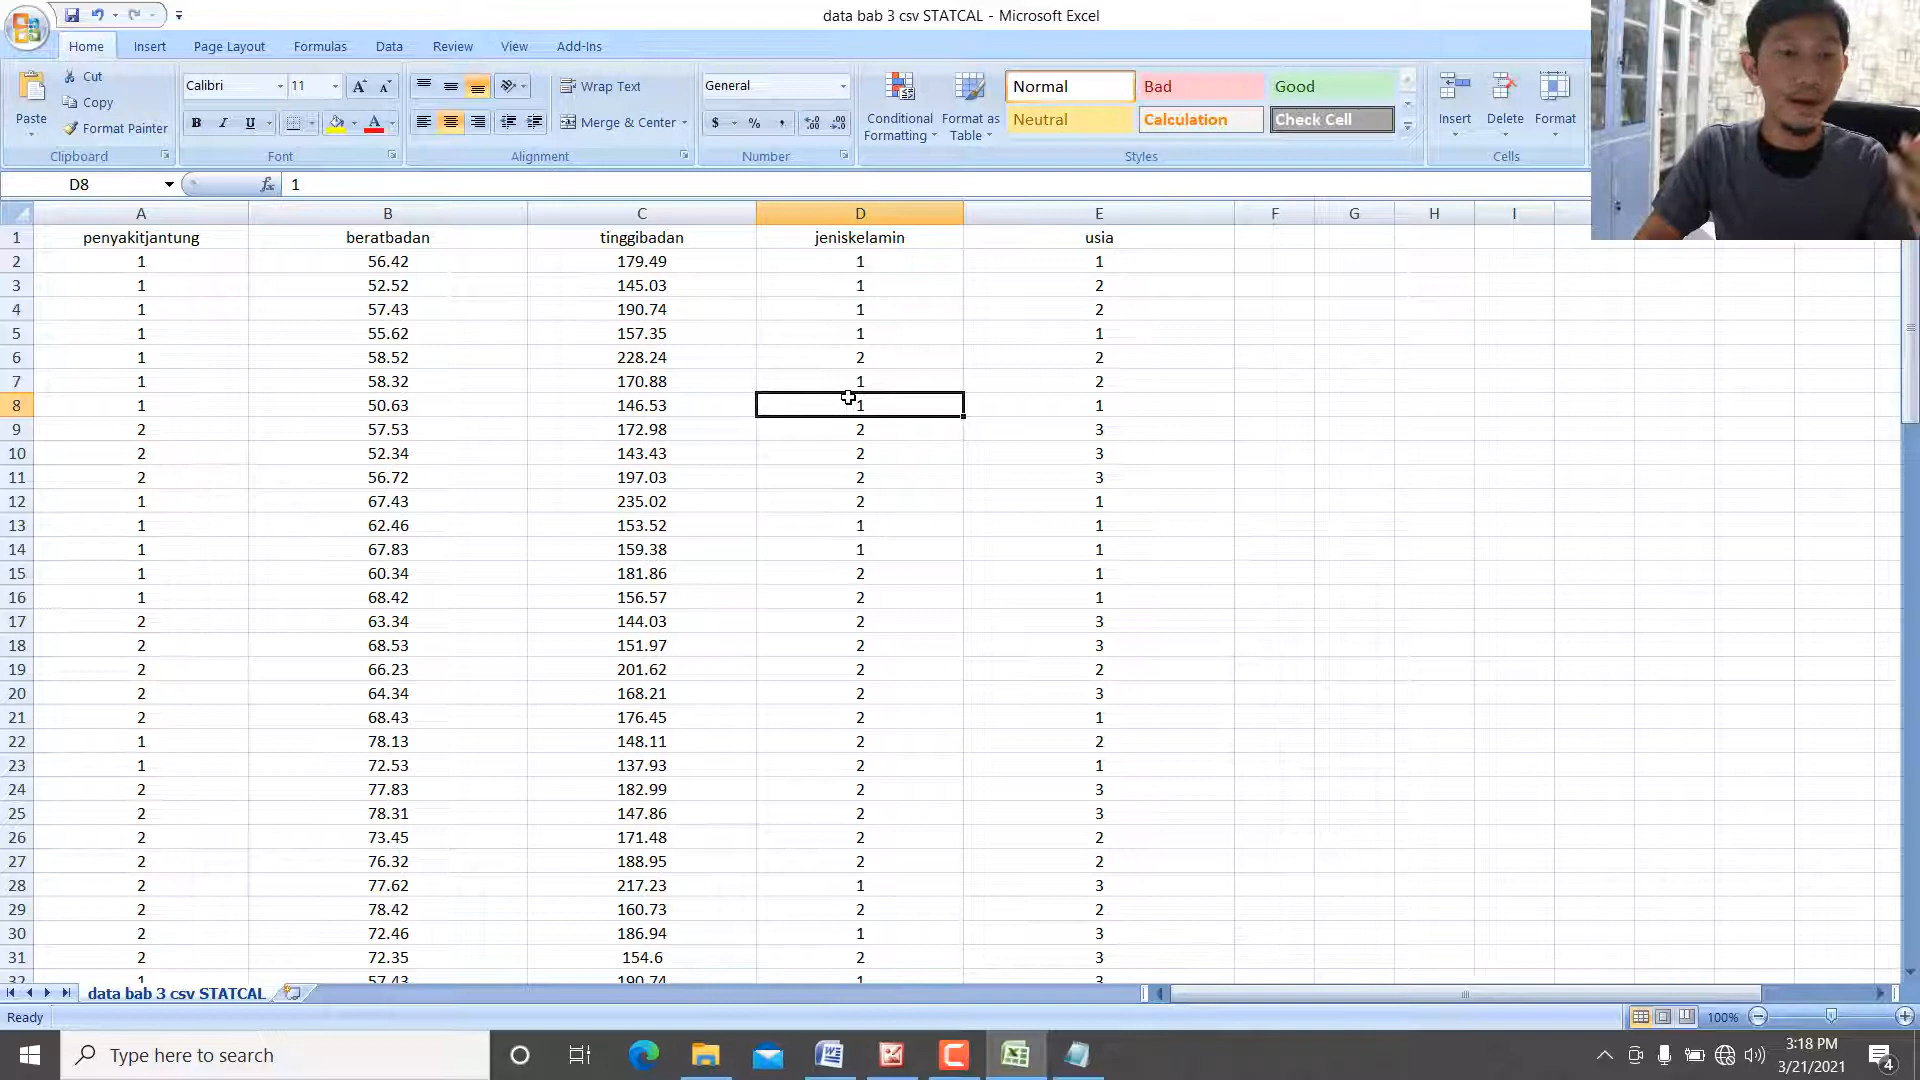 data bab 3 csv STATCAL - Microsoft Excel
Home Insert Page Layout Formulas Data Review View Add-Ins
Cut
Copy
Format Painter
Paste
Clipboard
Calibri 11
B I U
Font
Wrap Text
Merge & Center
Alignment
General
$ % ,
Number
Conditional Formatting
Format as Table
Normal Bad Good
Neutral Calculation Check Cell
Styles
Insert Delete Format
Cells
D8 fx 1
A B C D E F G H I
1 penyakitjantung beratbadan tinggibadan jeniskelamin usia
2 1 56.42 179.49 1 1
3 1 52.52 145.03 1 2
4 1 57.43 190.74 1 2
5 1 55.62 157.35 1 1
6 1 58.52 228.24 2 2
7 1 58.32 170.88 1 2
8 1 50.63 146.53 1 1
9 2 57.53 172.98 2 3
10 2 52.34 143.43 2 3
11 2 56.72 197.03 2 3
12 1 67.43 235.02 2 1
13 1 62.46 153.52 1 1
14 1 67.83 159.38 1 1
15 1 60.34 181.86 2 1
16 1 68.42 156.57 2 1
17 2 63.34 144.03 2 3
18 2 68.53 151.97 2 3
19 2 66.23 201.62 2 2
20 2 64.34 168.21 2 3
21 2 68.43 176.45 2 1
22 1 78.13 148.11 2 2
23 1 72.53 137.93 2 1
24 2 77.83 182.99 2 3
25 2 78.31 147.86 2 3
26 2 73.45 171.48 2 2
27 2 76.32 188.95 2 2
28 2 77.62 217.23 1 3
29 2 78.42 160.73 2 2
30 2 72.46 186.94 1 3
31 2 72.35 154.6 2 3
32 1 57.43 190.74 1 3
data bab 3 csv STATCAL
Ready
100%
Type here to search
3:18 PM
3/21/2021
4